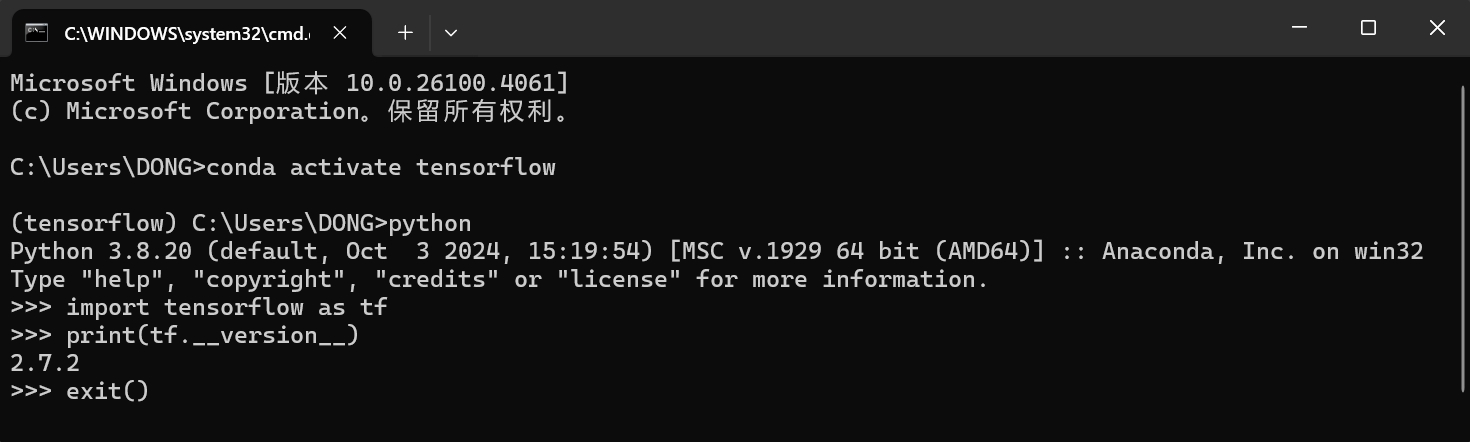 C:\WINDOWS\system32\cmd.
Microsoft Windows [版本 10.0.26100.4061]
(c) Microsoft Corporation。保留所有权利。
C:\Users\DONG>conda activate tensorflow
(tensorflow) C:\Users\DONG>python
Python 3.8.20 (default, Oct  3 2024, 15:19:54) [MSC v.1929 64 bit (AMD64)] :: Anaconda, Inc. on win32
Type "help", "copyright", "credits" or "license" for more information.
>>> import tensorflow as tf
>>> print(tf.__version__)
2.7.2
>>> exit()